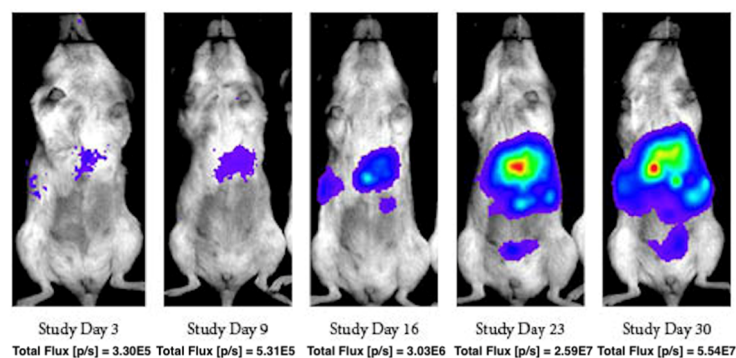 Study Day 3 Study Day 9 Study Day 16 Study Day 23 Study Day 30
Total Flux [p/s] = 3.30E5 Total Flux [p/s] = 5.31E5 Total Flux [p/s] = 3.03E6 Total Flux [p/s] = 2.59E7 Total Flux [p/s] = 5.54E7